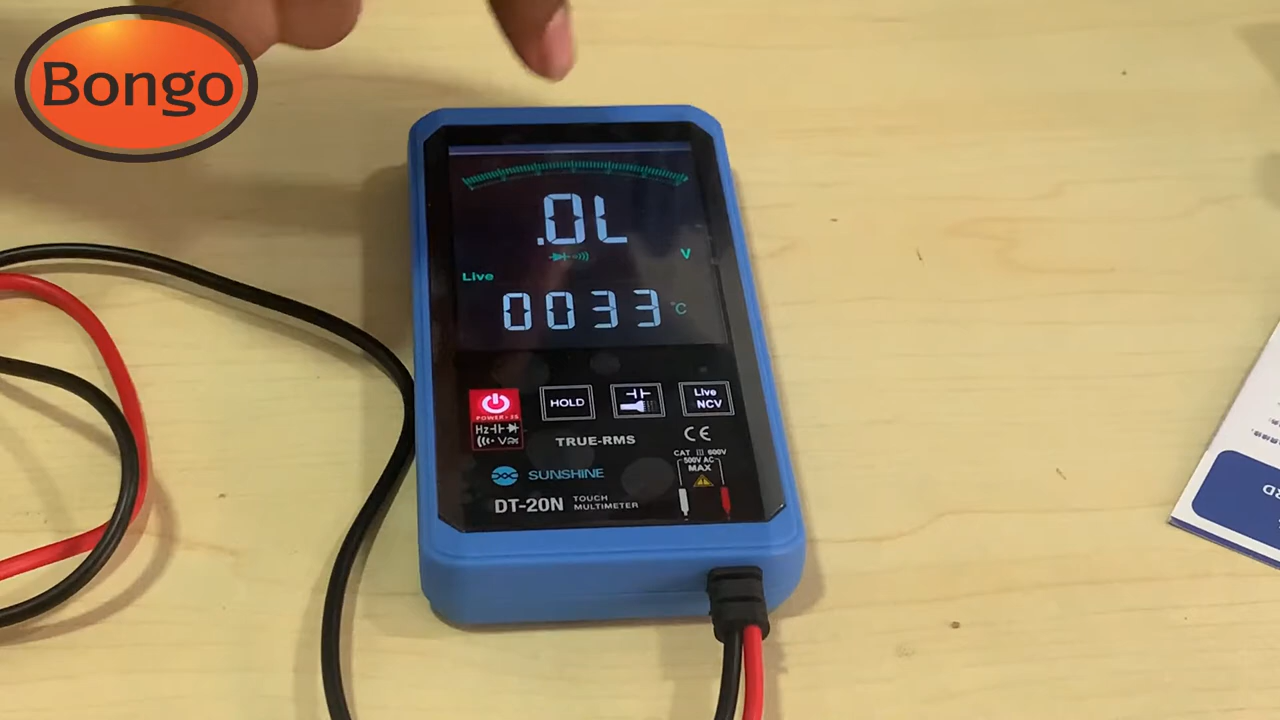 Bongo
.0L
V
Live
0033 °C
POWER
HOLD
Live
NCV
Hz
V
TRUE-RMS
CE
CAT III 600V
500V AC
MAX
SUNSHINE
DT-20N
TOUCH
MULTIMETER
RD